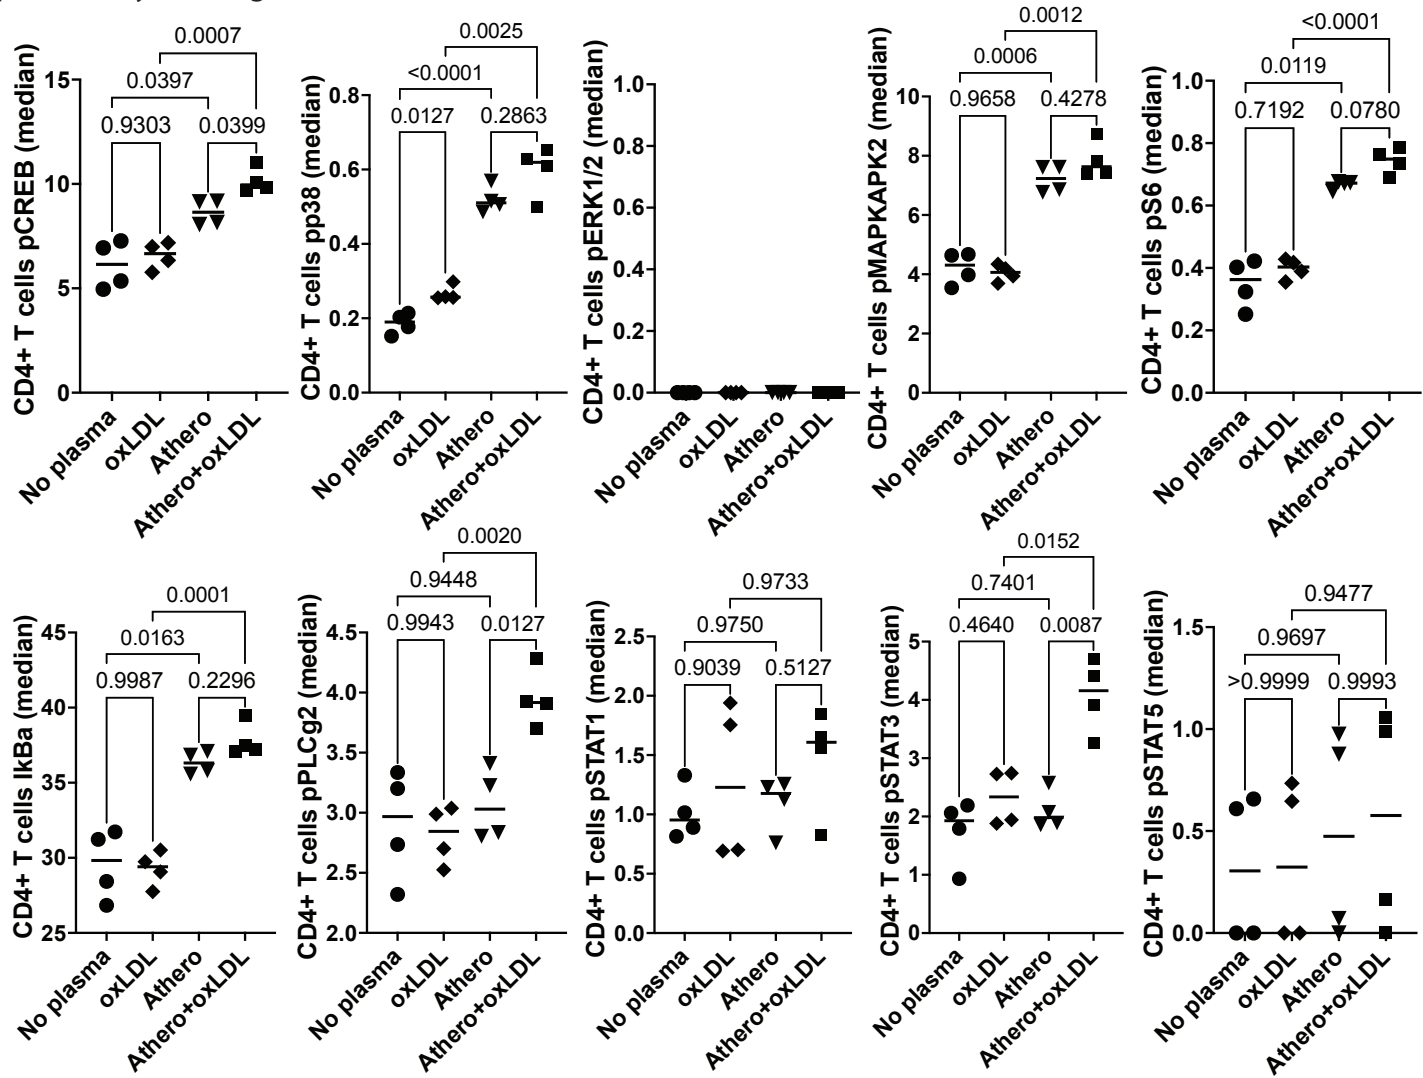 CD4+ T cells pCREB (median)
15
10
5
0
0.0007
0.0397
0.9303
0.0399
No plasma
oxLDL
Athero
Athero+oxLDL
CD4+ T cells pp38 (median)
0.8
0.6
0.4
0.2
0.0
0.0025
<0.0001
0.0127
0.2863
No plasma
oxLDL
Athero
Athero+oxLDL
CD4+ T cells pERK1/2 (median)
1.0
0.8
0.6
0.4
0.2
0.0
No plasma
oxLDL
Athero
Athero+oxLDL
CD4+ T cells pMAPKAPK2 (median)
10
8
6
4
2
0
0.0012
0.0006
0.9658
0.4278
No plasma
oxLDL
Athero
Athero+oxLDL
CD4+ T cells pS6 (median)
1.0
0.8
0.6
0.4
0.2
0.0
<0.0001
0.0119
0.7192
0.0780
No plasma
oxLDL
Athero
Athero+oxLDL
CD4+ T cells IkBa (median)
45
40
35
30
25
0.0001
0.0163
0.9987
0.2296
No plasma
oxLDL
Athero
Athero+oxLDL
CD4+ T cells pPLCg2 (median)
4.5
4.0
3.5
3.0
2.5
2.0
0.0020
0.9448
0.9943
0.0127
No plasma
oxLDL
Athero
Athero+oxLDL
CD4+ T cells pSTAT1 (median)
2.5
2.0
1.5
1.0
0.5
0.0
0.9733
0.9750
0.9039
0.5127
No plasma
oxLDL
Athero
Athero+oxLDL
CD4+ T cells pSTAT3 (median)
5
4
3
2
1
0
0.0152
0.7401
0.4640
0.0087
No plasma
oxLDL
Athero
Athero+oxLDL
CD4+ T cells pSTAT5 (median)
1.5
1.0
0.5
0.0
0.9477
0.9697
>0.9999
0.9993
No plasma
oxLDL
Athero
Athero+oxLDL